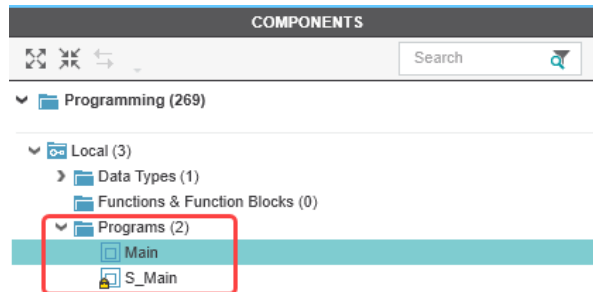 COMPONENTS
Search
Programming (269)
Local (3)
Data Types (1)
Functions & Function Blocks (0)
Programs (2)
Main
S_Main